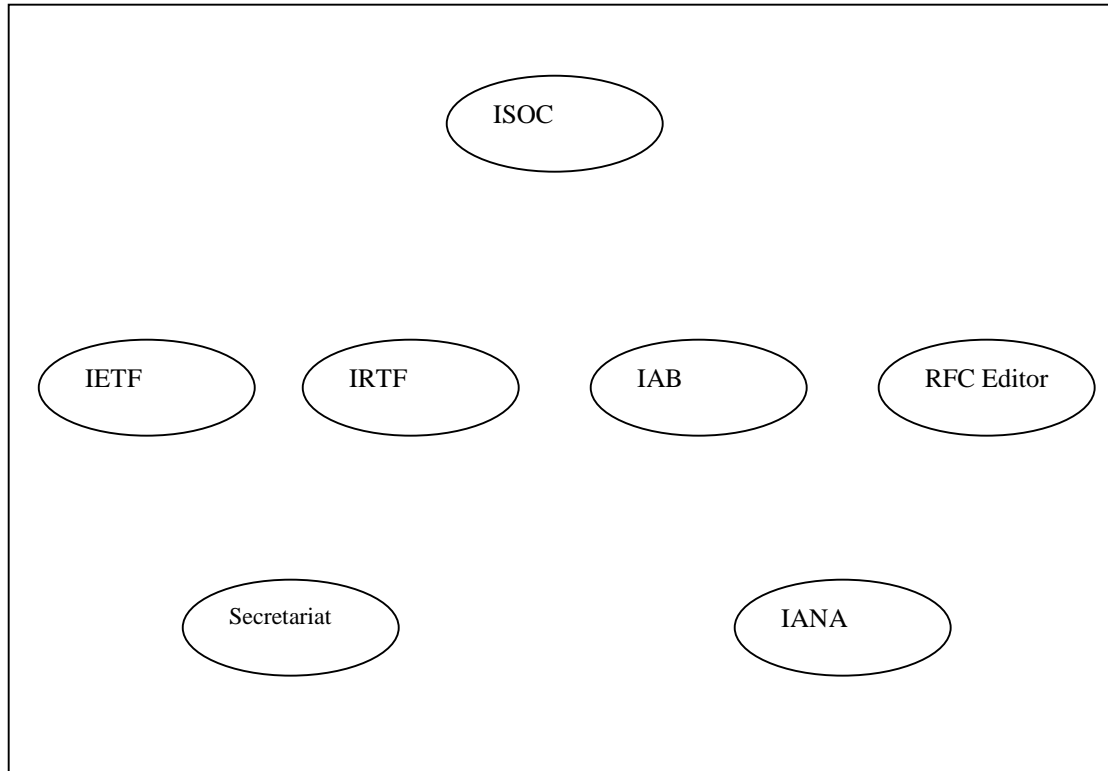 ISOC
IETF
IRTF
IAB
RFC Editor
Secretariat
IANA